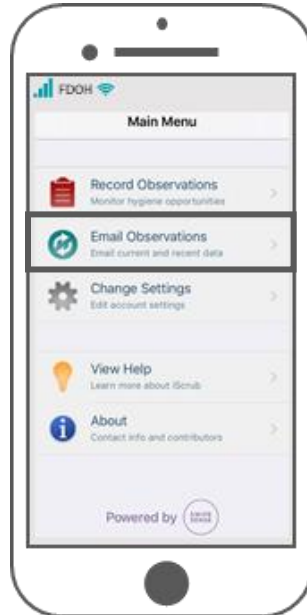 FDOH
Main Menu
Record Observations
Monitor hygiene opportunities
Email Observations
Email current and recent data
Change Settings
Edit account settings
View Help
Learn more about iScrub
About
Contact info and contributors
Powered by